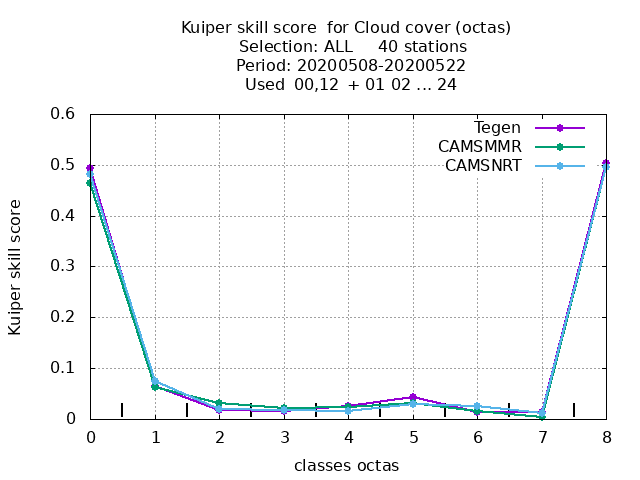 Kuiper skill score  for Cloud cover (octas)
Selection: ALL     40 stations
Period: 20200508-20200522
Used  00,12  + 01 02 ... 24
Tegen
CAMSMMR
CAMSNRT
0.6
0.5
0.4
0.3
0.2
0.1
0
Kuiper skill score
0 1 2 3 4 5 6 7 8
classes octas